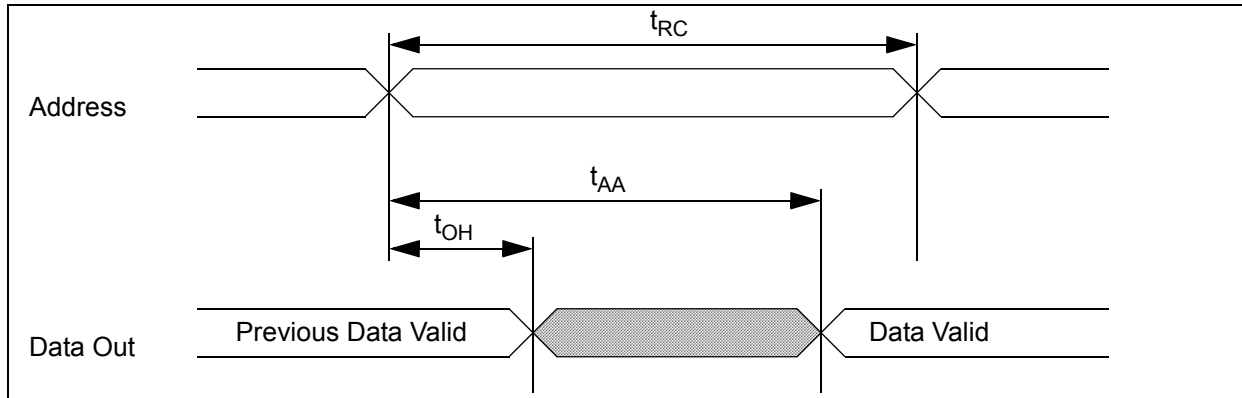 tRC
Address
tAA
tOH
Previous Data Valid
Data Valid
Data Out